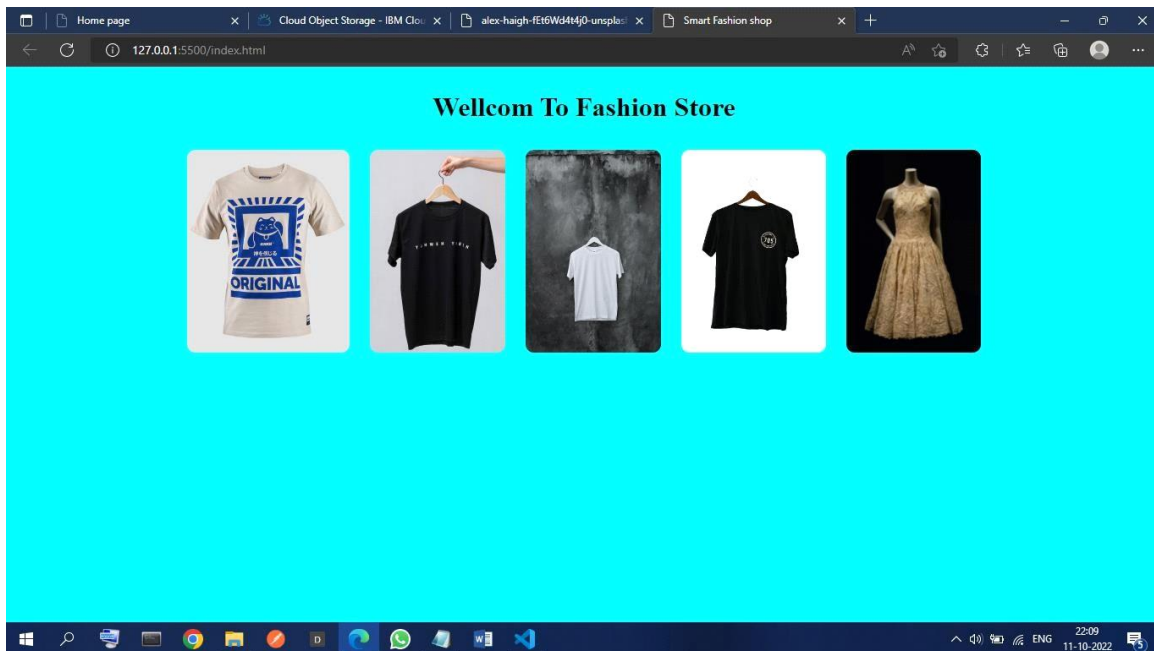 Home page
Cloud Object Storage - IBM Clou
alex-haigh-fEt6Wd4t4j0-unsplas
Smart Fashion shop
127.0.0.1:5500/index.html
Wellcom To Fashion Store
ORIGINAL
ENG
22:09
11-10-2022